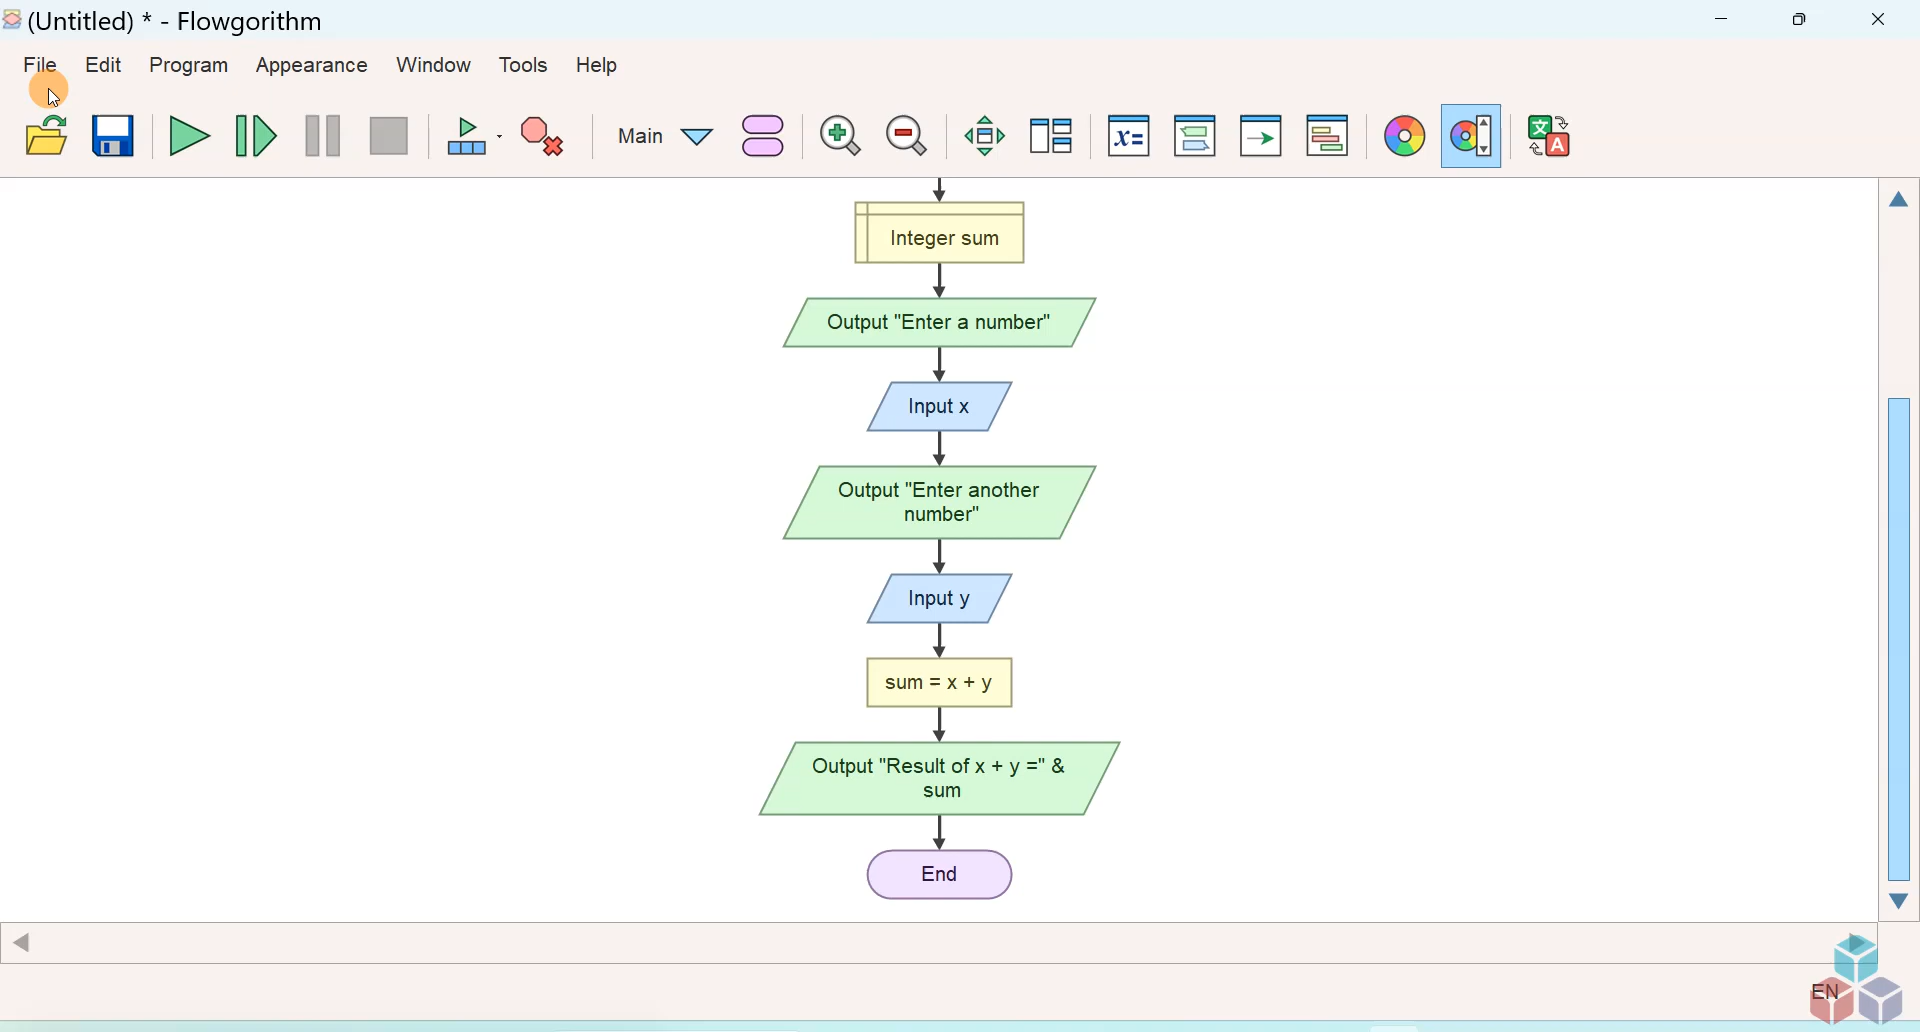 (Untitled) * - Flowgorithm
File Edit Program Appearance Window Tools Help
Main
x=
文
A
Integer sum
Output "Enter a number"
Input x
Output "Enter another
number"
Input y
sum = x + y
Output "Result of x + y =" &
sum
End
EN